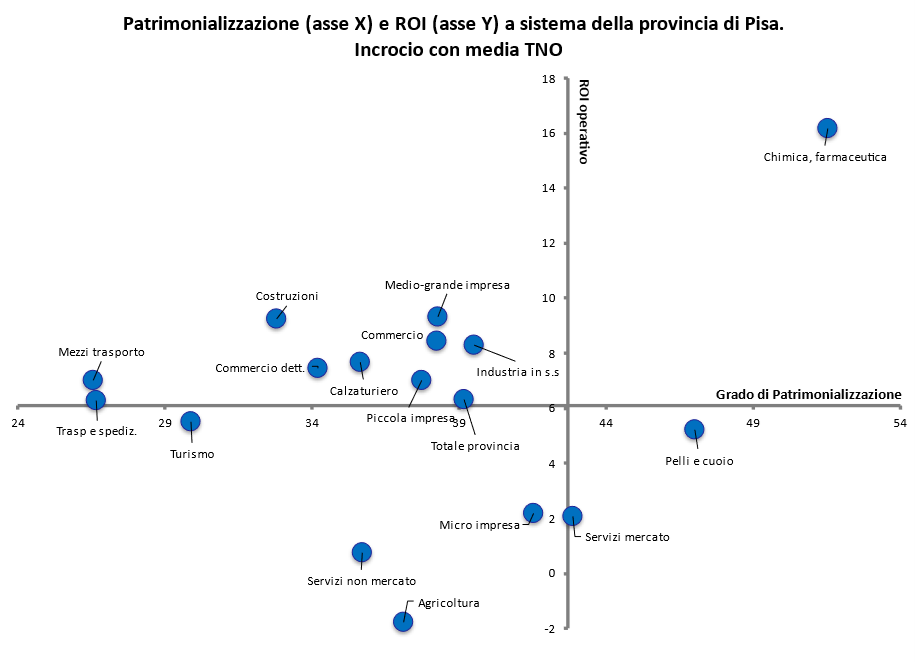 Patrimonializzazione (asse X) e ROI (asse Y) a sistema della provincia di Pisa.
Incrocio con media TNO
18
ROI operativo
16
Chimica, farmaceutica
14
12
Medio-grande impresa
Costruzioni
10
Commercio
Mezzi trasporto
8
Commercio dett.
Industria in s.s
Calzaturiero
Grado di Patrimonializzazione
6
Piccola impresa
24
29
34
39
44
49
54
Trasp e spediz.
Totale provincia
Turismo
Pelli e cuoio
4
2
Micro impresa
Servizi mercato
0
Servizi non mercato
Agricoltura
-2